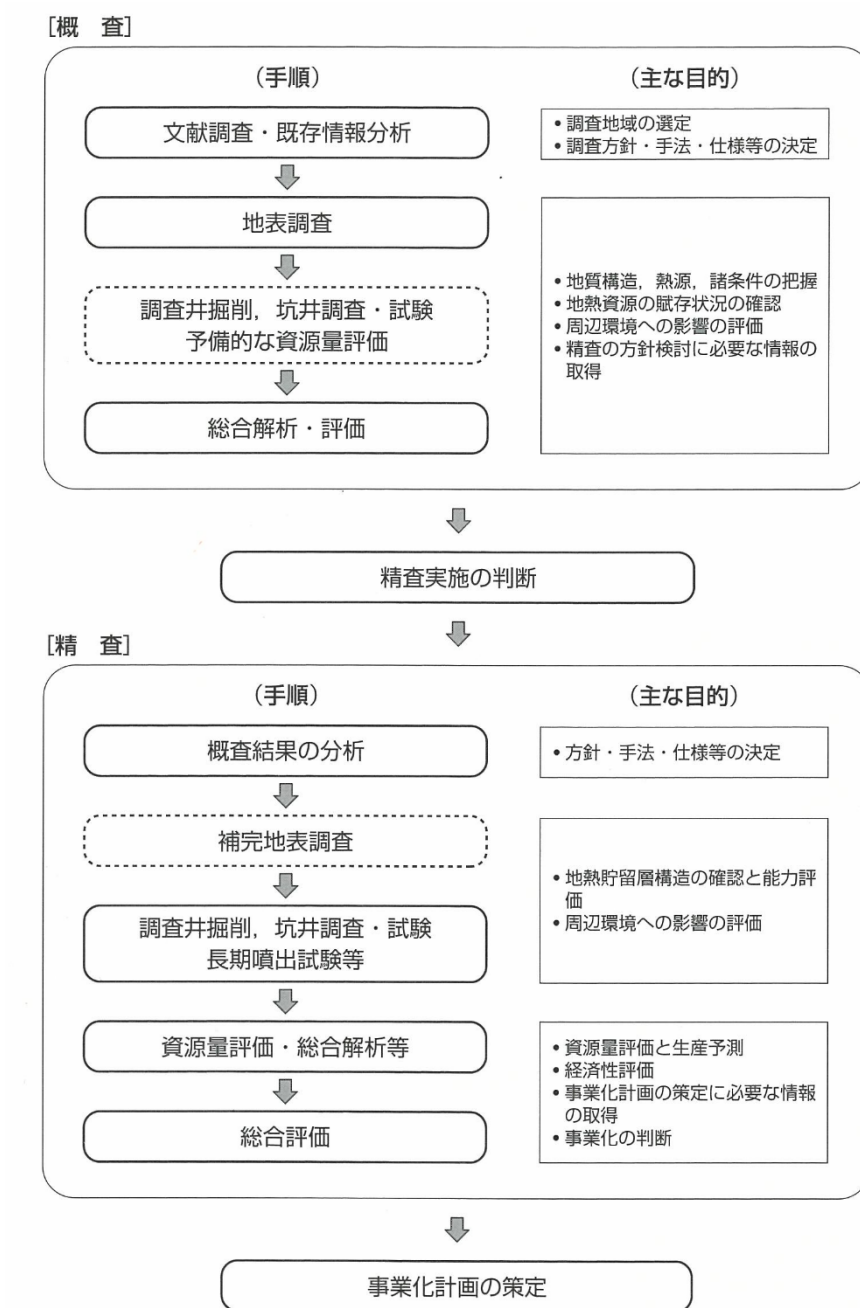 [概　査]
(手順)
(主な目的)
文献調査・既存情報分析
• 調査地域の選定
• 調査方針・手法・仕様等の決定
地表調査
調査井掘削，坑井調査・試験
予備的な資源量評価
総合解析・評価
• 地質構造，熱源，諸条件の把握
• 地熱資源の賦存状況の確認
• 周辺環境への影響の評価
• 精査の方針検討に必要な情報の
取得
精査実施の判断
[精　査]
(手順)
(主な目的)
概査結果の分析
• 方針・手法・仕様等の決定
補完地表調査
調査井掘削，坑井調査・試験
長期噴出試験等
• 地熱貯留層構造の確認と能力評
価
• 周辺環境への影響の評価
資源量評価・総合解析等
総合評価
• 資源量評価と生産予測
• 経済性評価
• 事業化計画の策定に必要な情報
の取得
• 事業化の判断
事業化計画の策定